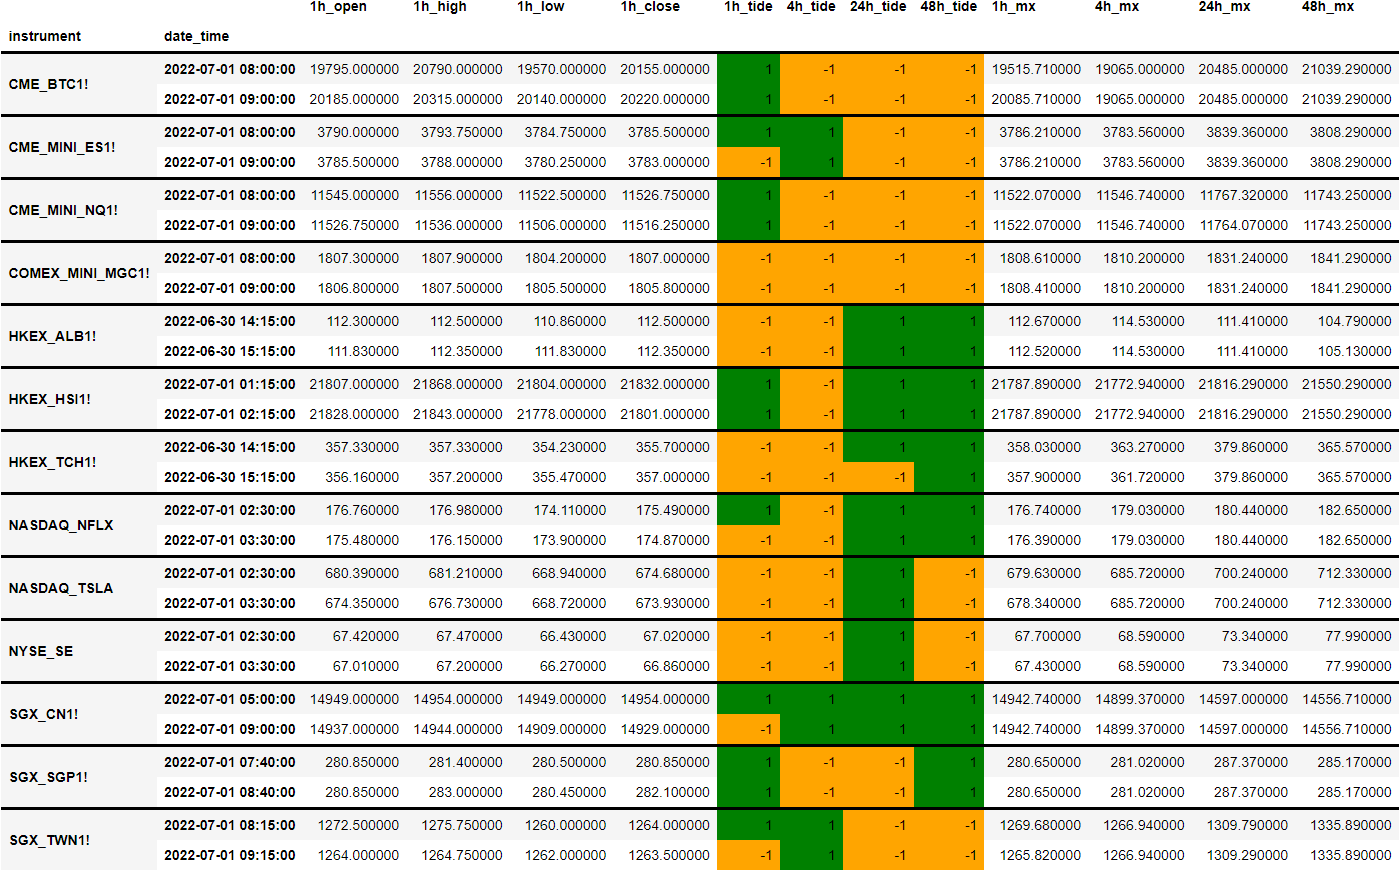 1h_open 1h_high 1h_low 1h_close 1h_tide 4h_tide 24h_tide 48h_tide 1h_mx 4h_mx 24h_mx 48h_mx
instrument date_time
CME_BTC1! 2022-07-01 08:00:00 19795.000000 20790.000000 19570.000000 20155.000000 1 -1 -1 -1 19515.710000 19065.000000 20485.000000 21039.290000
2022-07-01 09:00:00 20185.000000 20315.000000 20140.000000 20220.000000 1 -1 -1 -1 20085.710000 19065.000000 20485.000000 21039.290000
CME_MINI_ES1! 2022-07-01 08:00:00 3790.000000 3793.750000 3784.750000 3785.500000 1 1 -1 -1 3786.210000 3783.560000 3839.360000 3808.290000
2022-07-01 09:00:00 3785.500000 3788.000000 3780.250000 3783.000000 -1 1 -1 -1 3786.210000 3783.560000 3839.360000 3808.290000
CME_MINI_NQ1! 2022-07-01 08:00:00 11545.000000 11556.000000 11522.500000 11526.750000 1 -1 -1 -1 11522.070000 11546.740000 11767.320000 11743.250000
2022-07-01 09:00:00 11526.750000 11536.000000 11506.000000 11516.250000 1 -1 -1 -1 11522.070000 11546.740000 11764.070000 11743.250000
COMEX_MINI_MGC1! 2022-07-01 08:00:00 1807.300000 1807.900000 1804.200000 1807.000000 -1 -1 -1 -1 1808.610000 1810.200000 1831.240000 1841.290000
2022-07-01 09:00:00 1806.800000 1807.500000 1805.500000 1805.800000 -1 -1 -1 -1 1808.410000 1810.200000 1831.240000 1841.290000
HKEX_ALB1! 2022-06-30 14:15:00 112.300000 112.500000 110.860000 112.500000 -1 -1 1 1 112.670000 114.530000 111.410000 104.790000
2022-06-30 15:15:00 111.830000 112.350000 111.830000 112.350000 -1 -1 1 1 112.520000 114.530000 111.410000 105.130000
HKEX_HSI1! 2022-07-01 01:15:00 21807.000000 21868.000000 21804.000000 21832.000000 1 -1 1 1 21787.890000 21772.940000 21816.290000 21550.290000
2022-07-01 02:15:00 21828.000000 21843.000000 21778.000000 21801.000000 1 -1 1 1 21787.890000 21772.940000 21816.290000 21550.290000
HKEX_TCH1! 2022-06-30 14:15:00 357.330000 357.330000 354.230000 355.700000 -1 -1 1 1 358.030000 363.270000 379.860000 365.570000
2022-06-30 15:15:00 356.160000 357.200000 355.470000 357.000000 -1 -1 -1 1 357.900000 361.720000 379.860000 365.570000
NASDAQ_NFLX 2022-07-01 02:30:00 176.760000 176.980000 174.110000 175.490000 1 -1 1 1 176.740000 179.030000 180.440000 182.650000
2022-07-01 03:30:00 175.480000 176.150000 173.900000 174.870000 -1 -1 1 1 176.390000 179.030000 180.440000 182.650000
NASDAQ_TSLA 2022-07-01 02:30:00 680.390000 681.210000 668.940000 674.680000 -1 -1 1 -1 679.630000 685.720000 700.240000 712.330000
2022-07-01 03:30:00 674.350000 676.730000 668.720000 673.930000 -1 -1 1 -1 678.340000 685.720000 700.240000 712.330000
NYSE_SE 2022-07-01 02:30:00 67.420000 67.470000 66.430000 67.020000 -1 -1 1 -1 67.700000 68.590000 73.340000 77.990000
2022-07-01 03:30:00 67.010000 67.200000 66.270000 66.860000 -1 -1 1 -1 67.430000 68.590000 73.340000 77.990000
SGX_CN1! 2022-07-01 05:00:00 14949.000000 14954.000000 14949.000000 14954.000000 1 1 1 1 14942.740000 14899.370000 14597.000000 14556.710000
2022-07-01 09:00:00 14937.000000 14944.000000 14909.000000 14929.000000 -1 1 1 1 14942.740000 14899.370000 14597.000000 14556.710000
SGX_SGP1! 2022-07-01 07:40:00 280.850000 281.400000 280.500000 280.850000 1 -1 -1 1 280.650000 281.020000 287.370000 285.170000
2022-07-01 08:40:00 280.850000 283.000000 280.450000 282.100000 1 -1 -1 1 280.650000 281.020000 287.370000 285.170000
SGX_TWN1! 2022-07-01 08:15:00 1272.500000 1275.750000 1260.000000 1264.000000 1 1 -1 -1 1269.680000 1266.940000 1309.790000 1335.890000
2022-07-01 09:15:00 1264.000000 1264.750000 1262.000000 1263.500000 -1 1 -1 -1 1265.820000 1266.940000 1309.290000 1335.890000